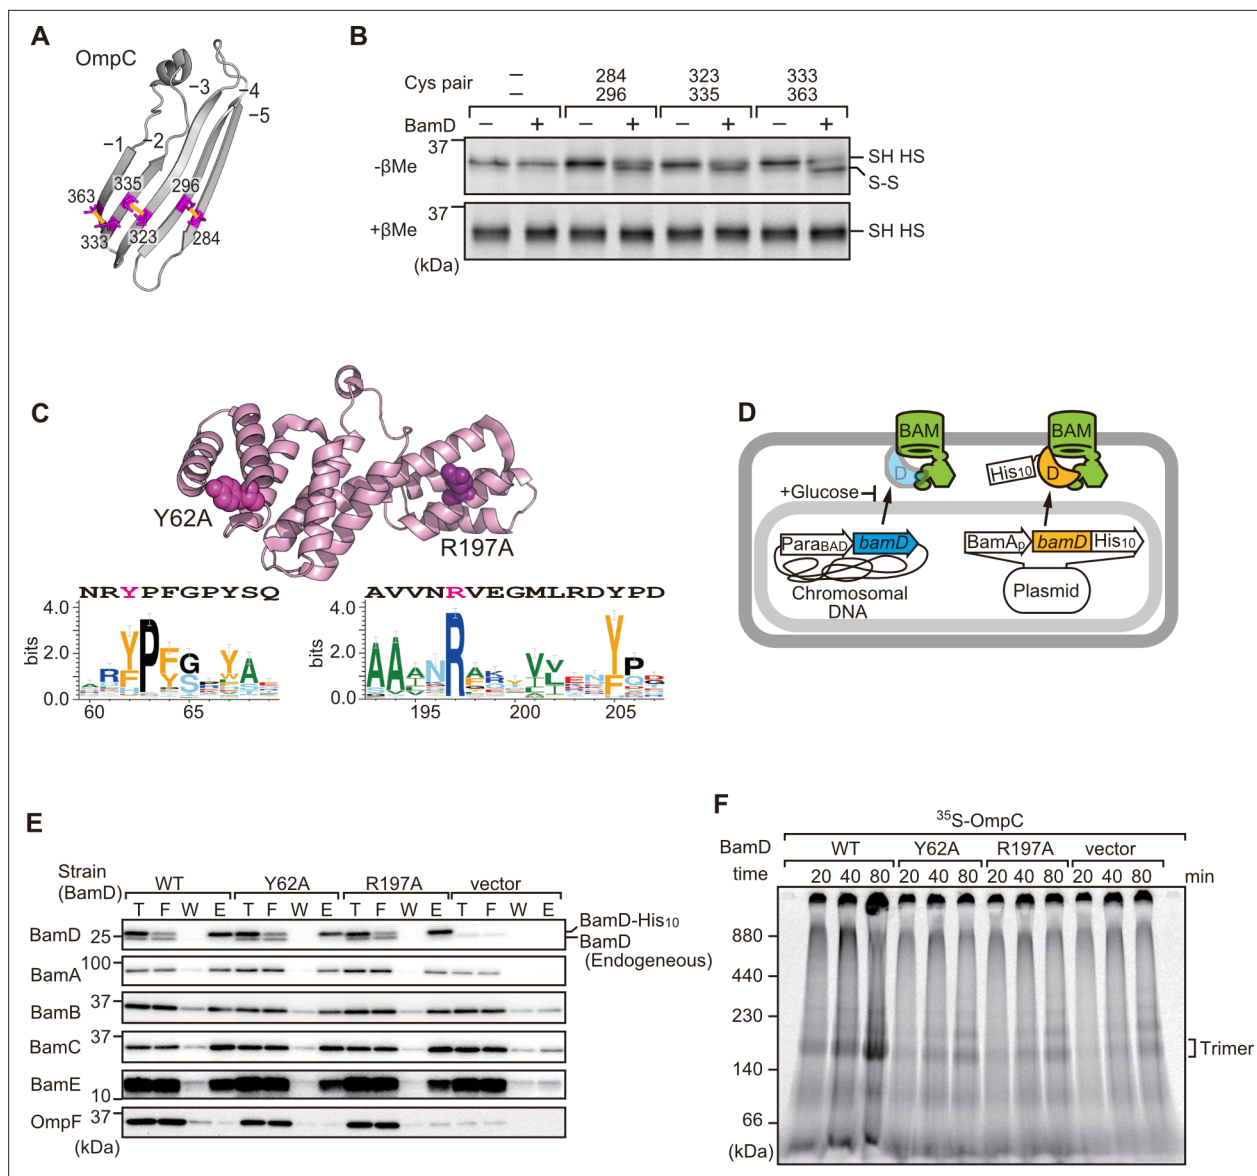 A
OmpC
−1
−2
−3
−4
−5
363
335
296
333
323
284
B
Cys pair
— 284 323 333
— 296 335 363
BamD − + − + − + − +
37
-βMe
SH HS
S-S
37
+βMe
SH HS
(kDa)
C
Y62A
R197A
NRYPFGPYSQ
AVVNRVEGMLRDYPD
4.0
bits
2.0
0.0
60 65
4.0
bits
2.0
0.0
195 200 205
D
BAM BAM
D
His10 D
+Glucose
ParaBAD bamD
BamAp bamD His10
Chromosomal
DNA
Plasmid
E
Strain
(BamD)
WT Y62A R197A vector
T F W E T F W E T F W E T F W E
BamD 25
BamD-His10
BamD
(Endogeneous)
BamA 100
BamB 37
BamC 37
BamE 10
OmpF 37
(kDa)
F
35S-OmpC
BamD WT Y62A R197A vector
time 20 40 80 20 40 80 20 40 80 20 40 80 min
880
440
230
Trimer
140
66
(kDa)